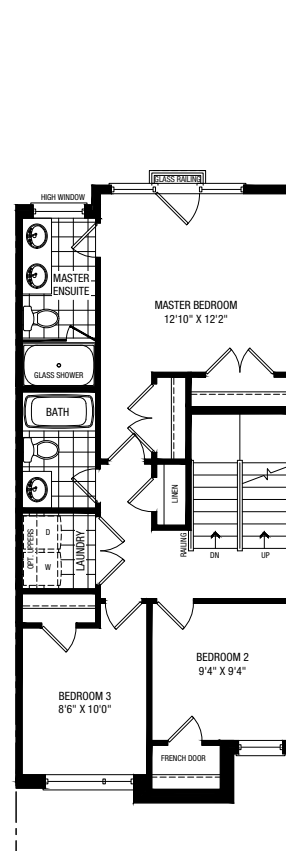 GLASS RAILING
HIGH WINDOW
MASTER
ENSUITE
MASTER BEDROOM
12'10" X 12'2"
GLASS SHOWER
BATH
LINEN
OPT. UPPERS
D
W
LAUNDRY
RAILING
DN
UP
BEDROOM 2
9'4" X 9'4"
BEDROOM 3
8'6" X 10'0"
FRENCH DOOR